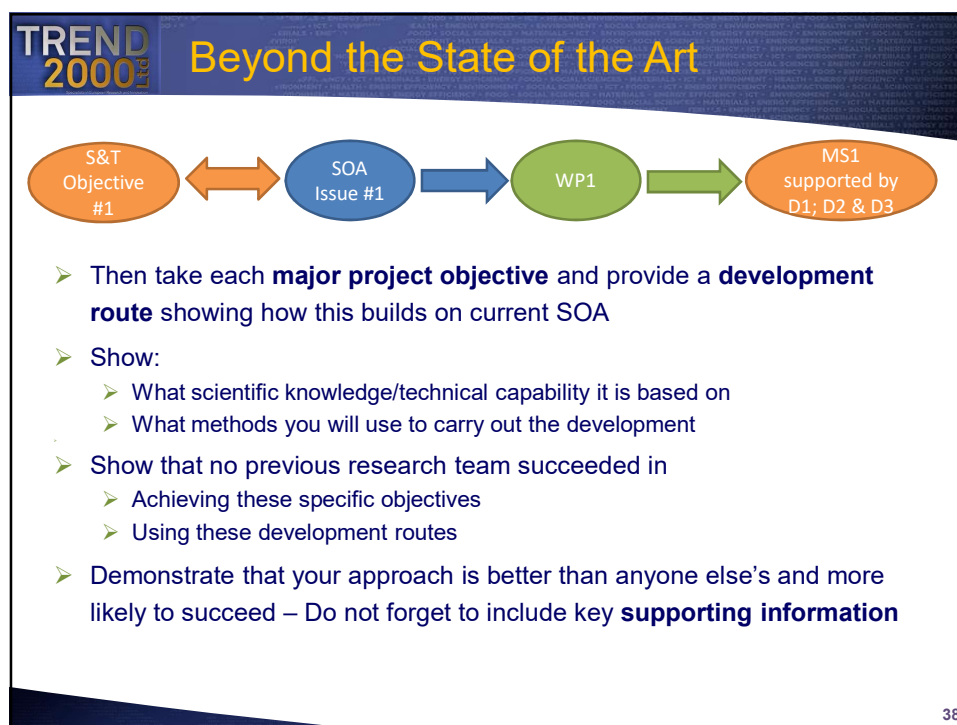 TREND
2000 Ltd
Beyond the State of the Art
S&T
Objective
#1
SOA
Issue #1
WP1
MS1
supported by
D1; D2 & D3
Then take each major project objective and provide a development
route showing how this builds on current SOA
Show:
What scientific knowledge/technical capability it is based on
What methods you will use to carry out the development
Show that no previous research team succeeded in
Achieving these specific objectives
Using these development routes
Demonstrate that your approach is better than anyone else’s and more
likely to succeed – Do not forget to include key supporting information
38